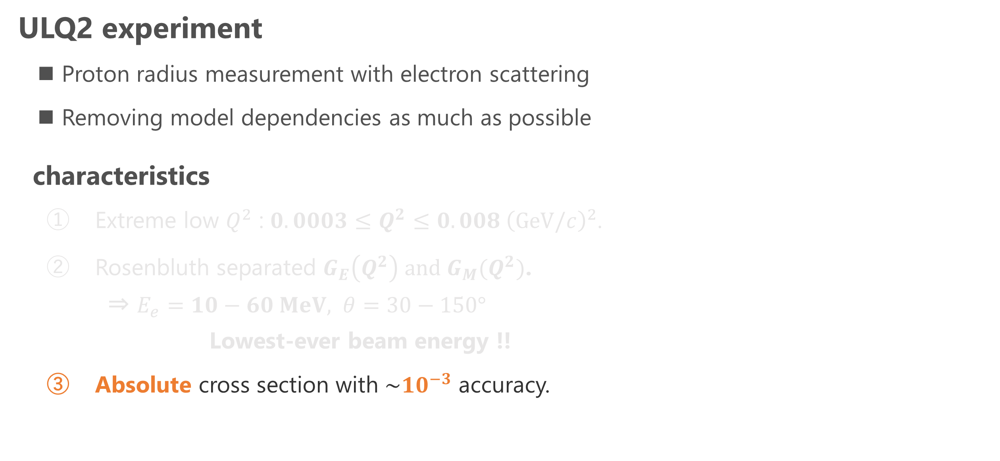 ULQ2 experiment
■ Proton radius measurement with electron scattering
■ Removing model dependencies as much as possible
characteristics
① Extreme low Q² : 0.0003 ≤ Q² ≤ 0.008 (GeV/c)².
② Rosenbluth separated G_E(Q²) and G_M(Q²).
⇒ E_e = 10 − 60 MeV, θ = 30 − 150°
Lowest-ever beam energy !!
③ Absolute cross section with ~10⁻³ accuracy.